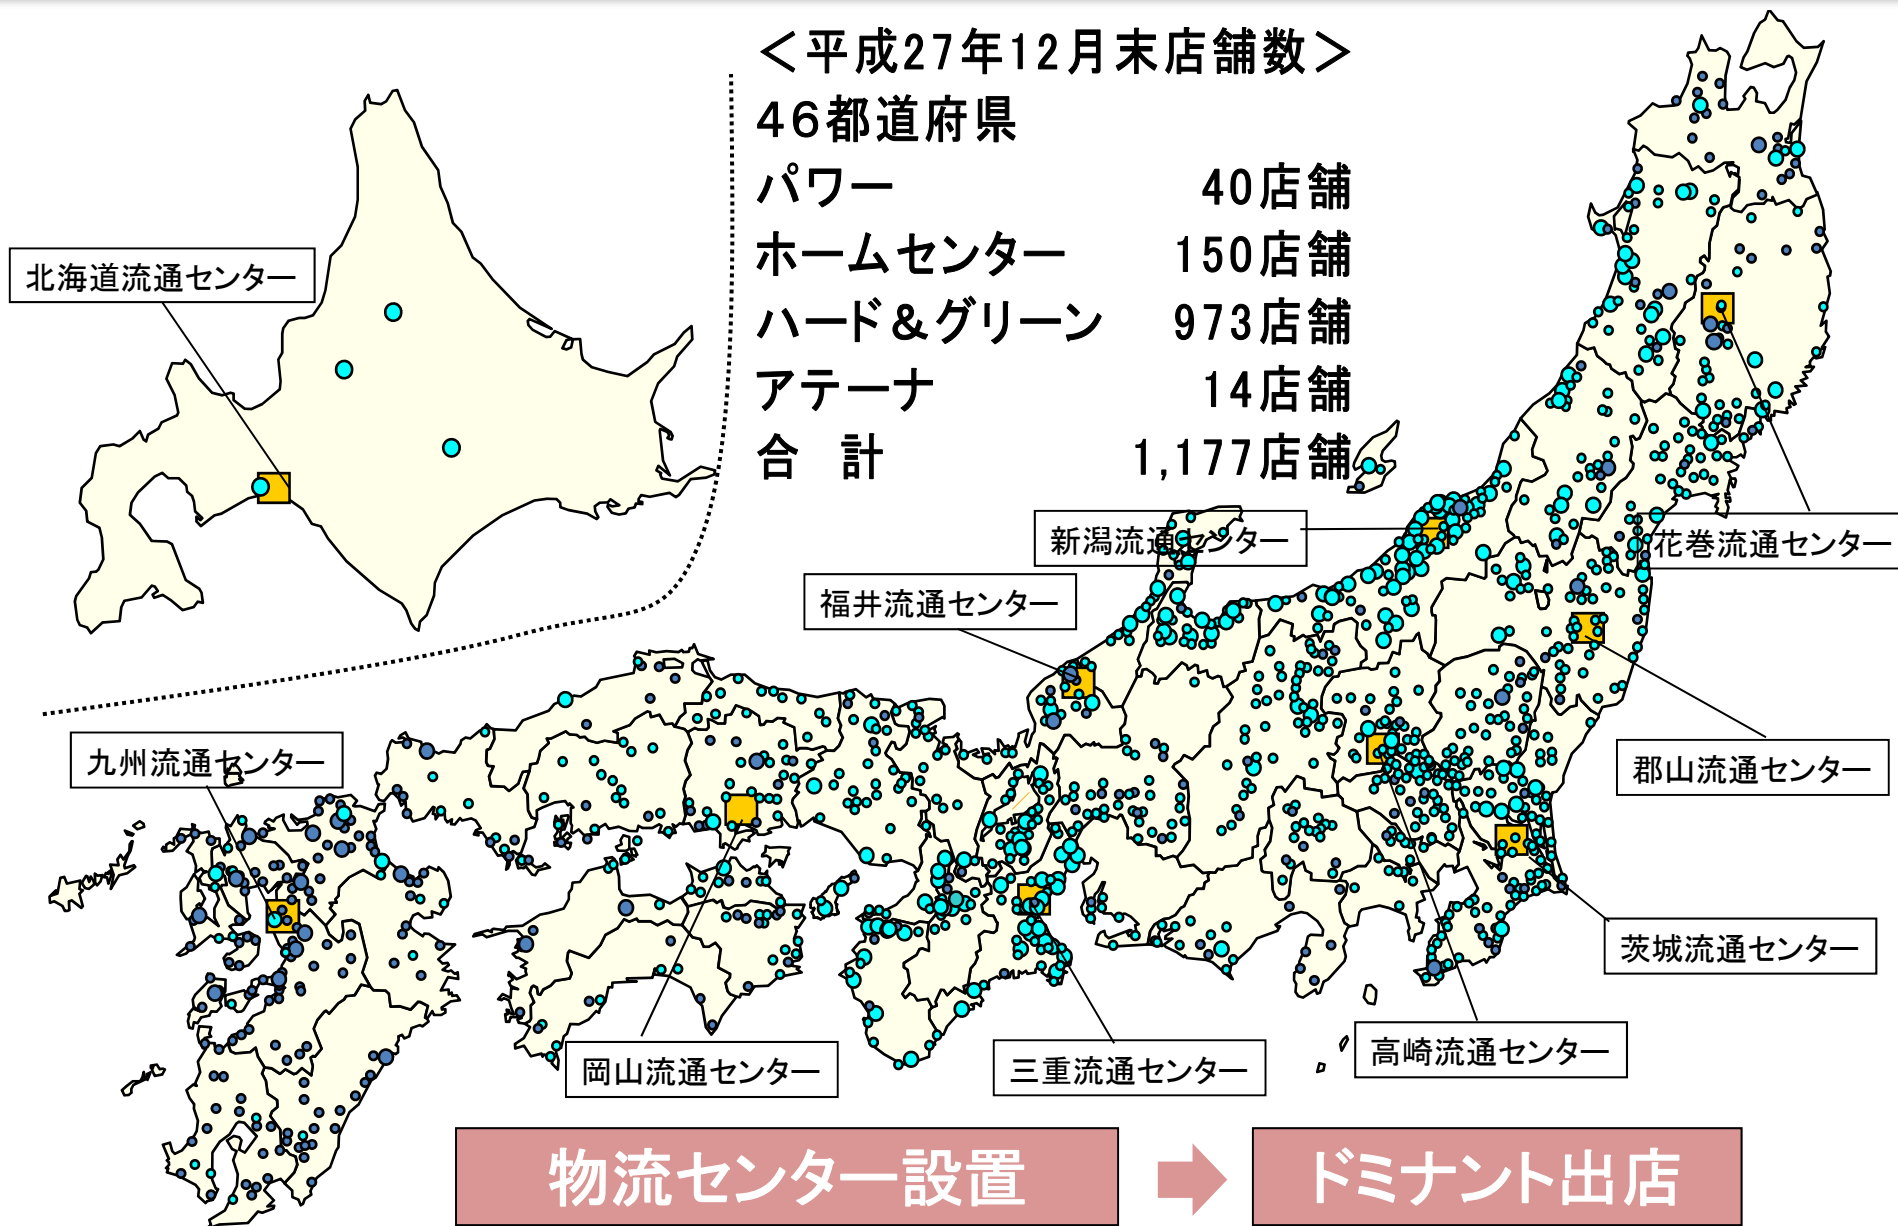 ＜平成27年12月末店舗数＞
46都道府県
パワー 40店舗
ホームセンター 150店舗
ハード＆グリーン 973店舗
アテーナ 14店舗
合　計 1,177店舗
北海道流通センター
新潟流通センター
花巻流通センター
福井流通センター
九州流通センター
郡山流通センター
茨城流通センター
高崎流通センター
岡山流通センター
三重流通センター
物流センター設置
ドミナント出店